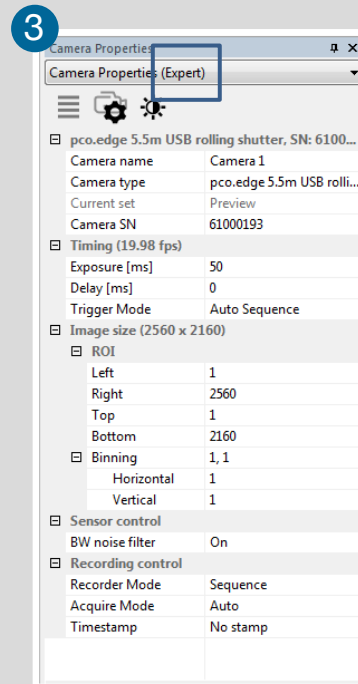 3
Camera Properties
Camera Properties (Expert)
pco.edge 5.5m USB rolling shutter, SN: 6100...
Camera name Camera 1
Camera type pco.edge 5.5m USB rolli...
Current set Preview
Camera SN 61000193
Timing (19.98 fps)
Exposure [ms] 50
Delay [ms] 0
Trigger Mode Auto Sequence
Image size (2560 x 2160)
ROI
Left 1
Right 2560
Top 1
Bottom 2160
Binning 1, 1
Horizontal 1
Vertical 1
Sensor control
BW noise filter On
Recording control
Recorder Mode Sequence
Acquire Mode Auto
Timestamp No stamp